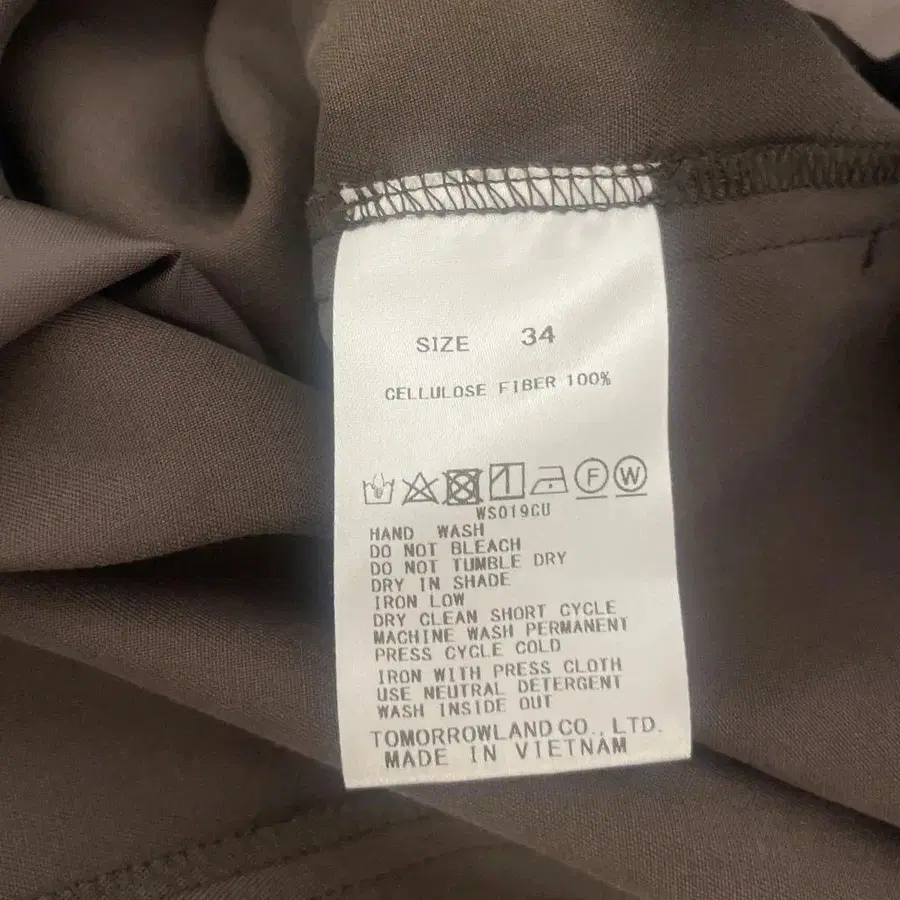 SIZE 34
CELLULOSE FIBER 100%
F W
WS019CU
HAND WASH
DO NOT BLEACH
DO NOT TUMBLE DRY
DRY IN SHADE
IRON LOW
DRY CLEAN SHORT CYCLE
MACHINE WASH PERMANENT
PRESS CYCLE COLD
IRON WITH PRESS CLOTH
USE NEUTRAL DETERGENT
WASH INSIDE OUT
TOMORROWLAND CO., LTD.
MADE IN VIETNAM